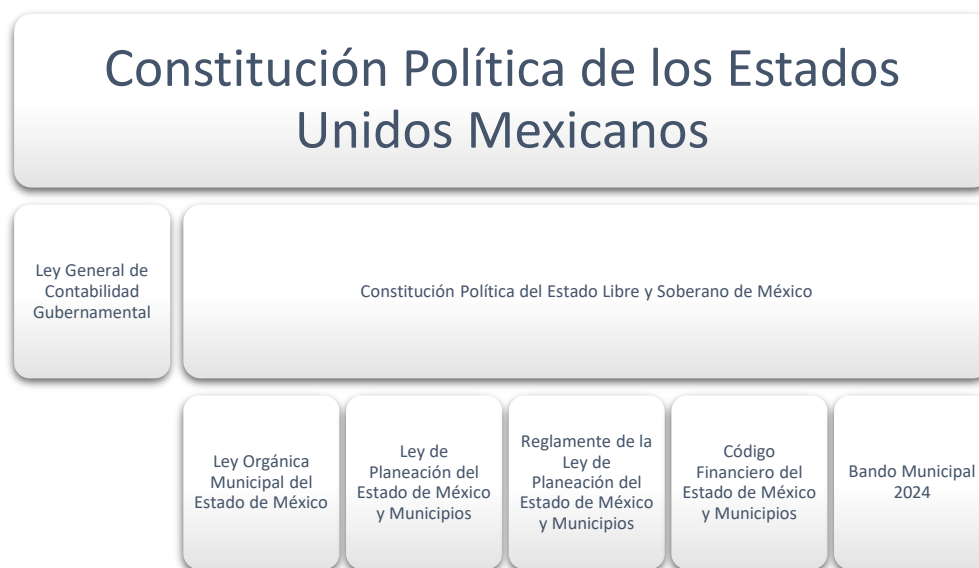 Constitución Política de los Estados
Unidos Mexicanos
Ley General de
Contabilidad
Gubernamental
Constitución Política del Estado Libre y Soberano de México
Ley Orgánica
Municipal del
Estado de México
Ley de
Planeación del
Estado de México
y Municipios
Reglamente de la
Ley de
Planeación del
Estado de México
y Municipios
Código
Financiero del
Estado de México
y Municipios
Bando Municipal
2024